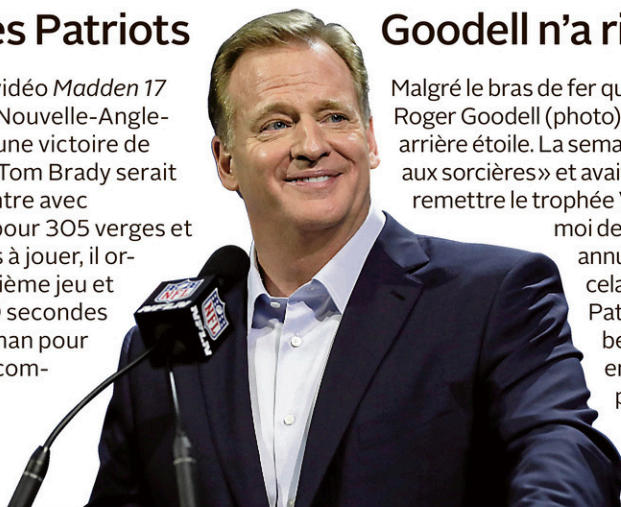 es Patriots
vidéo Madden 17
Nouvelle-Angle-
une victoire de
Tom Brady serait
tre avec
pour 305 verges et
s à jouer, il or-
ième jeu et
secondes
man pour
com-
Goodell n’a ri
Malgré le bras de fer qu
Roger Goodell (photo)
arrière étoile. La sema
aux sorcières» et avai
remettre le trophée
moi de
annu
cela
Pat
be
en
p
NFL
NFL
NFLN